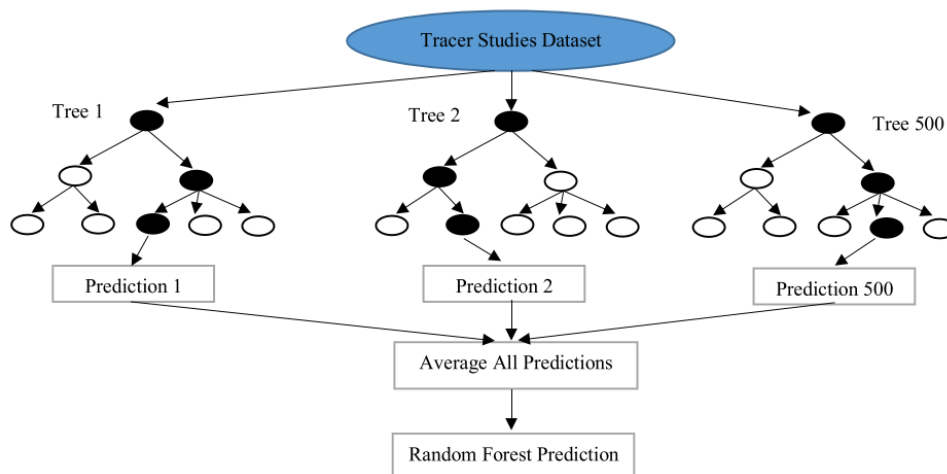 Tracer Studies Dataset
Tree 1
Tree 2
Tree 500
Prediction 1
Prediction 2
Prediction 500
Average All Predictions
Random Forest Prediction